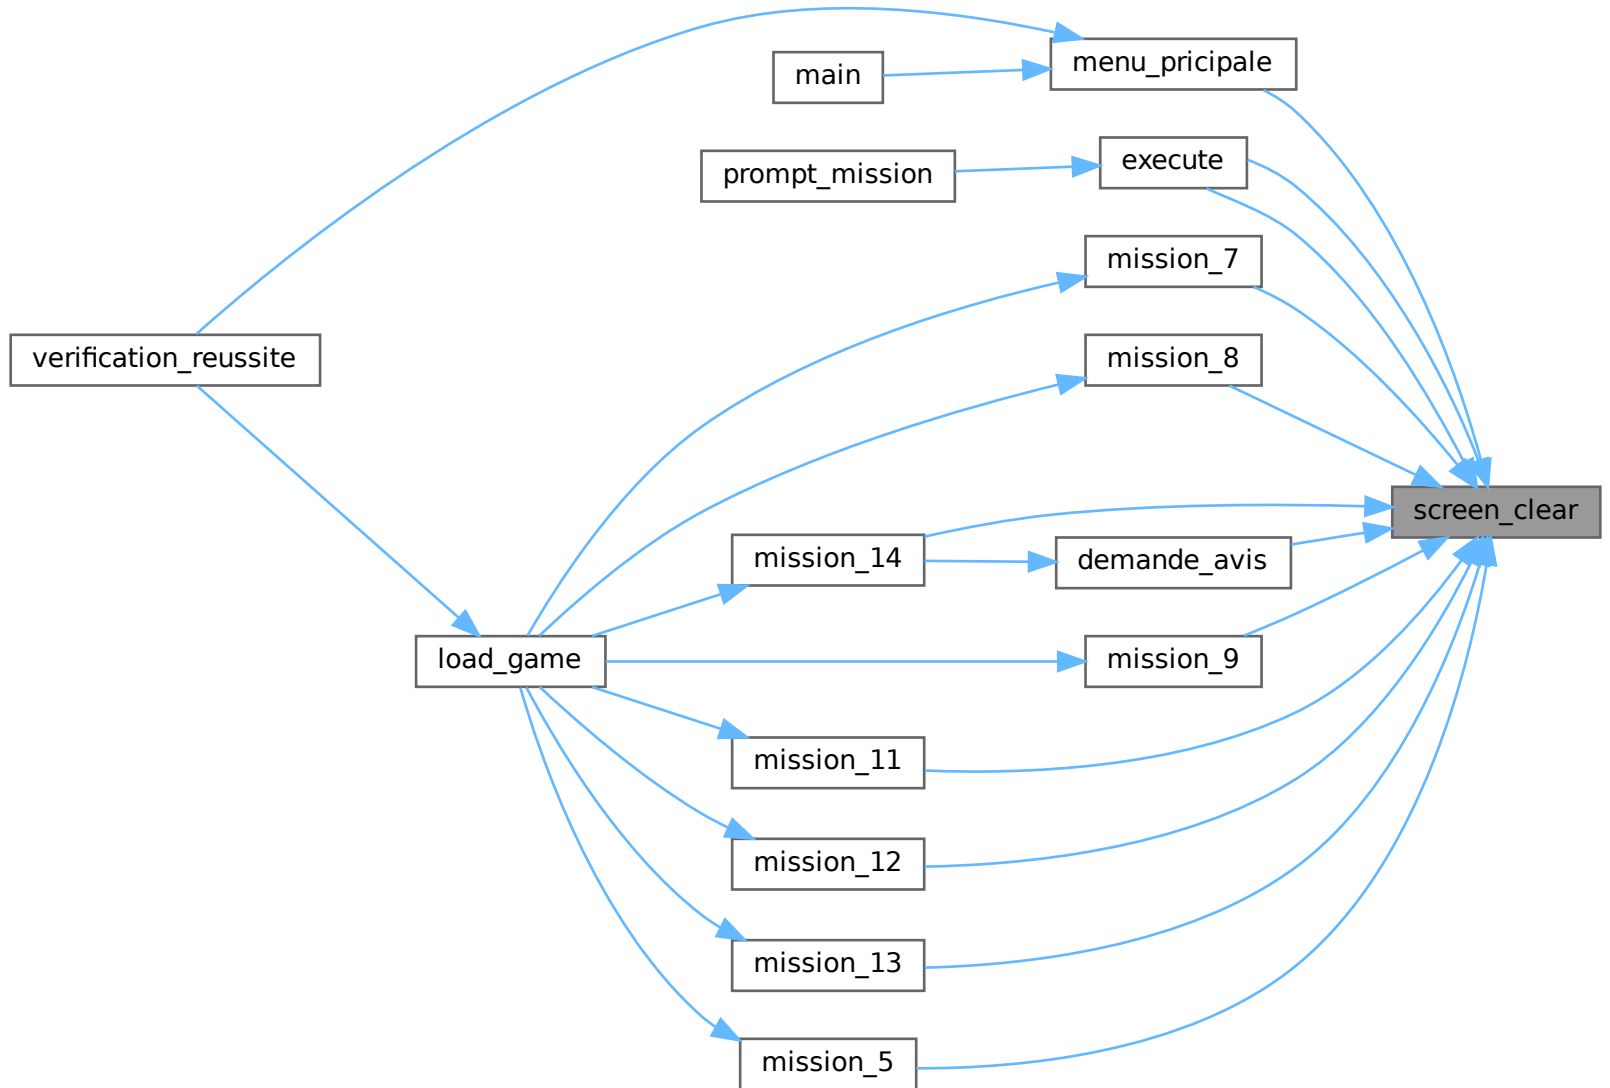 menu_pricipale
main
execute
prompt_mission
mission_7
mission_8
verification_reussite
screen_clear
mission_14
demande_avis
load_game
mission_9
mission_11
mission_12
mission_13
mission_5